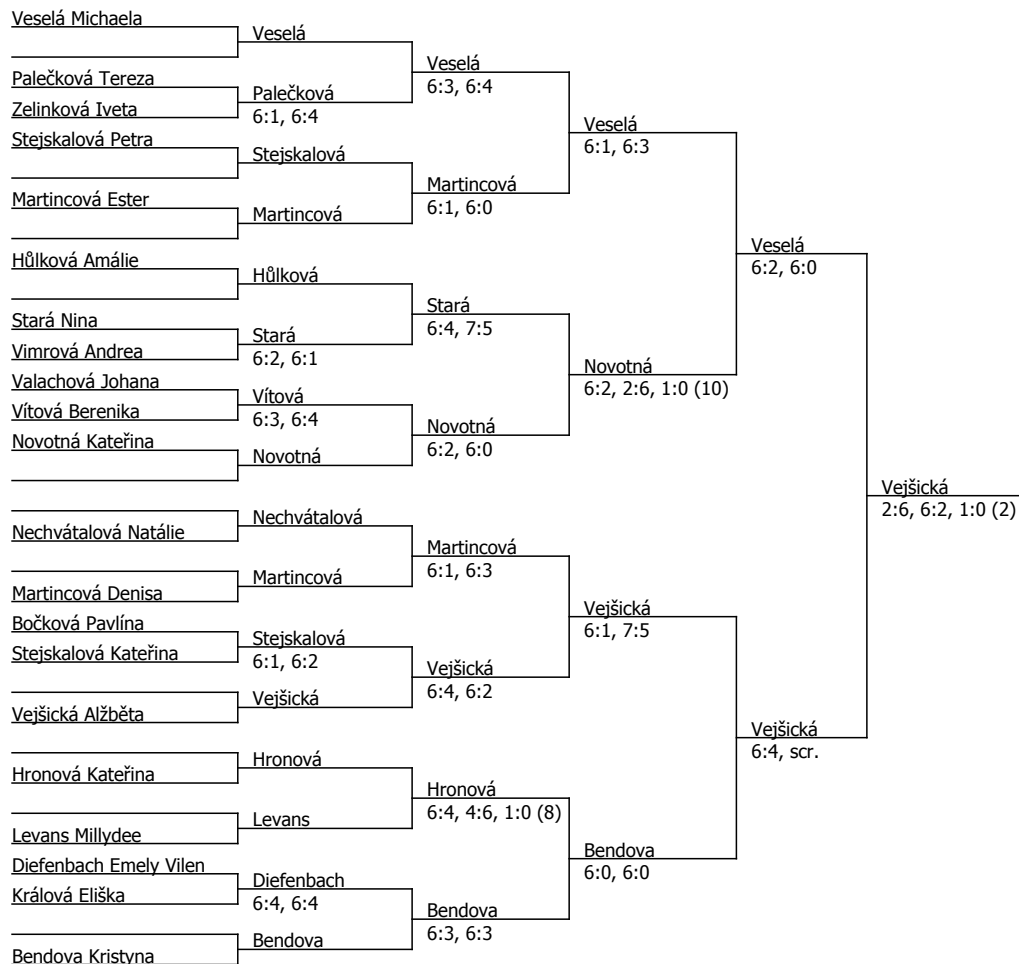 Veselá Michaela
Veselá
Veselá
6:3, 6:4
Palečková Tereza
Palečková
6:1, 6:4
Zelinková Iveta
Veselá
6:1, 6:3
Stejskalová Petra
Stejskalová
Martincová
6:1, 6:0
Martincová Ester
Martincová
Veselá
6:2, 6:0
Hůlková Amálie
Hůlková
Stará
6:4, 7:5
Stará Nina
Stará
6:2, 6:1
Vimrová Andrea
Novotná
6:2, 2:6, 1:0 (10)
Valachová Johana
Vítová
6:3, 6:4
Vítová Berenika
Novotná
6:2, 6:0
Novotná Kateřina
Novotná
Vejšická
2:6, 6:2, 1:0 (2)
Nechvátalová
Nechvátalová Natálie
Martincová
6:1, 6:3
Martincová
Martincová Denisa
Vejšická
6:1, 7:5
Bočková Pavlína
Stejskalová
6:1, 6:2
Stejskalová Kateřina
Vejšická
6:4, 6:2
Vejšická
Vejšická Alžběta
Vejšická
6:4, scr.
Hronová
Hronová Kateřina
Hronová
6:4, 4:6, 1:0 (8)
Levans
Levans Millydee
Bendova
6:0, 6:0
Diefenbach Emely Vilen
Diefenbach
6:4, 6:4
Králová Eliška
Bendova
6:3, 6:3
Bendova
Bendova Kristyna